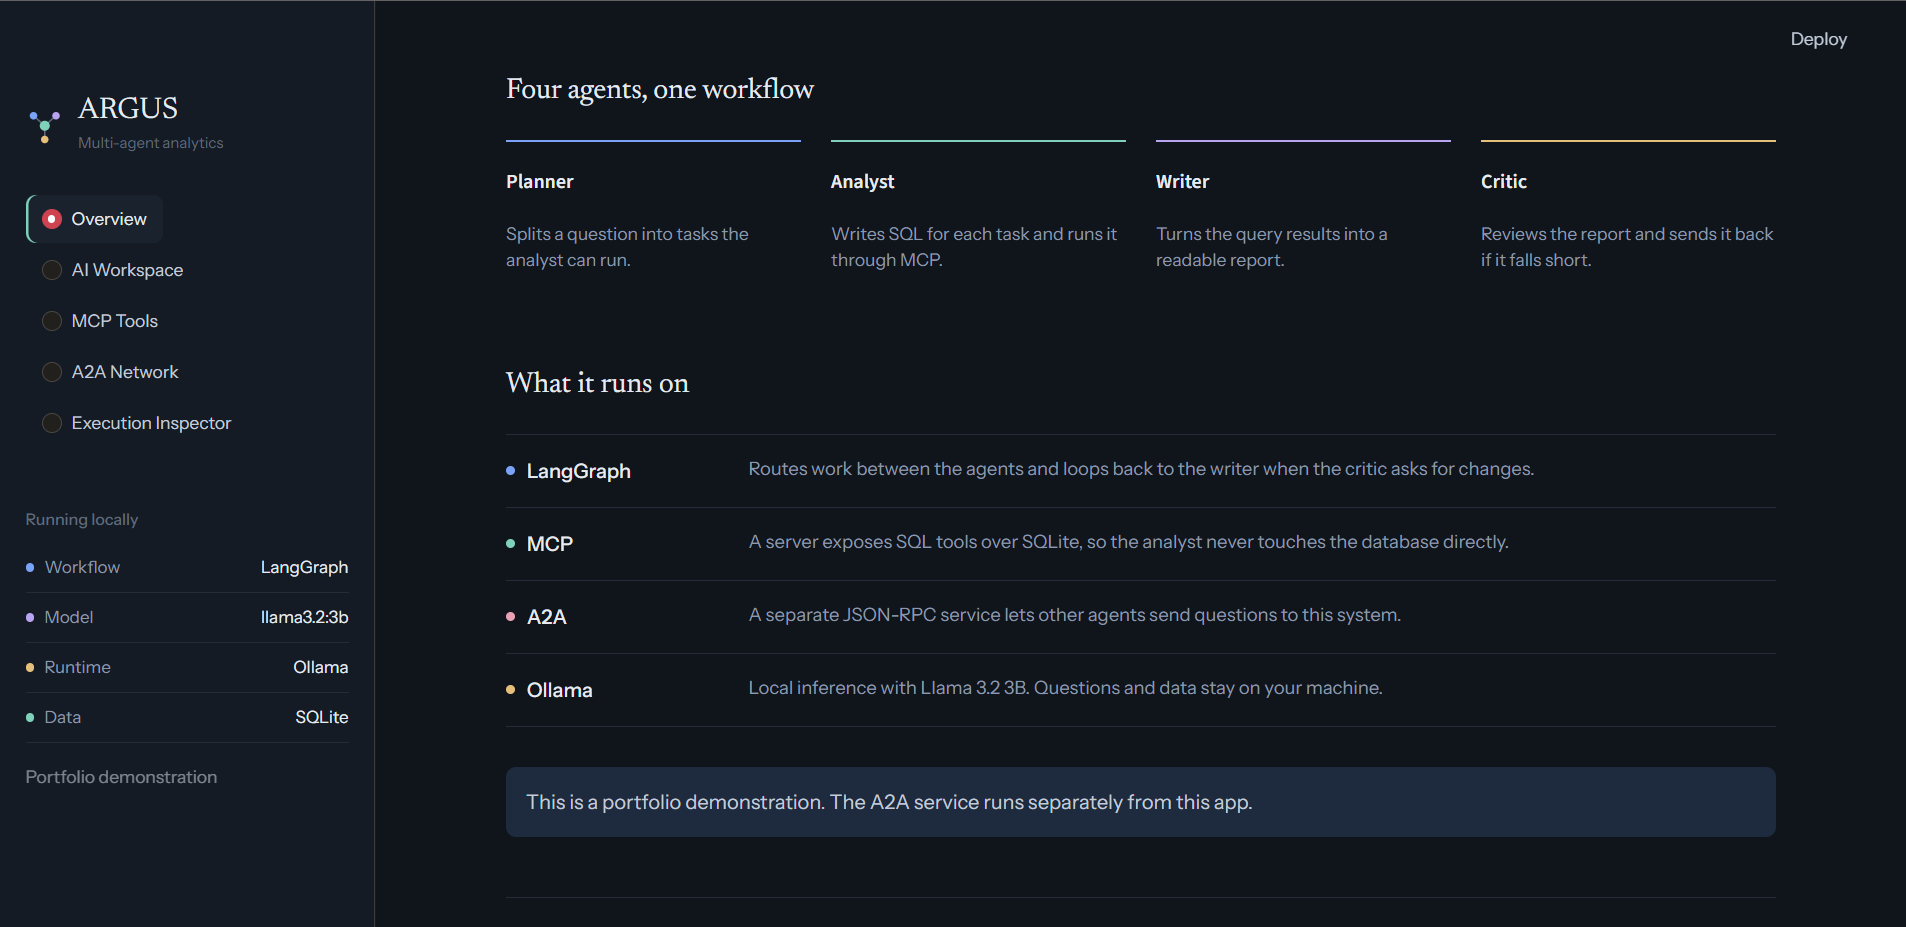 ARGUS
Multi-agent analytics
Overview
AI Workspace
MCP Tools
A2A Network
Execution Inspector
Running locally
Workflow LangGraph
Model llama3.2:3b
Runtime Ollama
Data SQLite
Portfolio demonstration
Deploy
Four agents, one workflow
Planner
Splits a question into tasks the
analyst can run.
Analyst
Writes SQL for each task and runs it
through MCP.
Writer
Turns the query results into a
readable report.
Critic
Reviews the report and sends it back
if it falls short.
What it runs on
LangGraph Routes work between the agents and loops back to the writer when the critic asks for changes.
MCP A server exposes SQL tools over SQLite, so the analyst never touches the database directly.
A2A A separate JSON-RPC service lets other agents send questions to this system.
Ollama Local inference with Llama 3.2 3B. Questions and data stay on your machine.
This is a portfolio demonstration. The A2A service runs separately from this app.